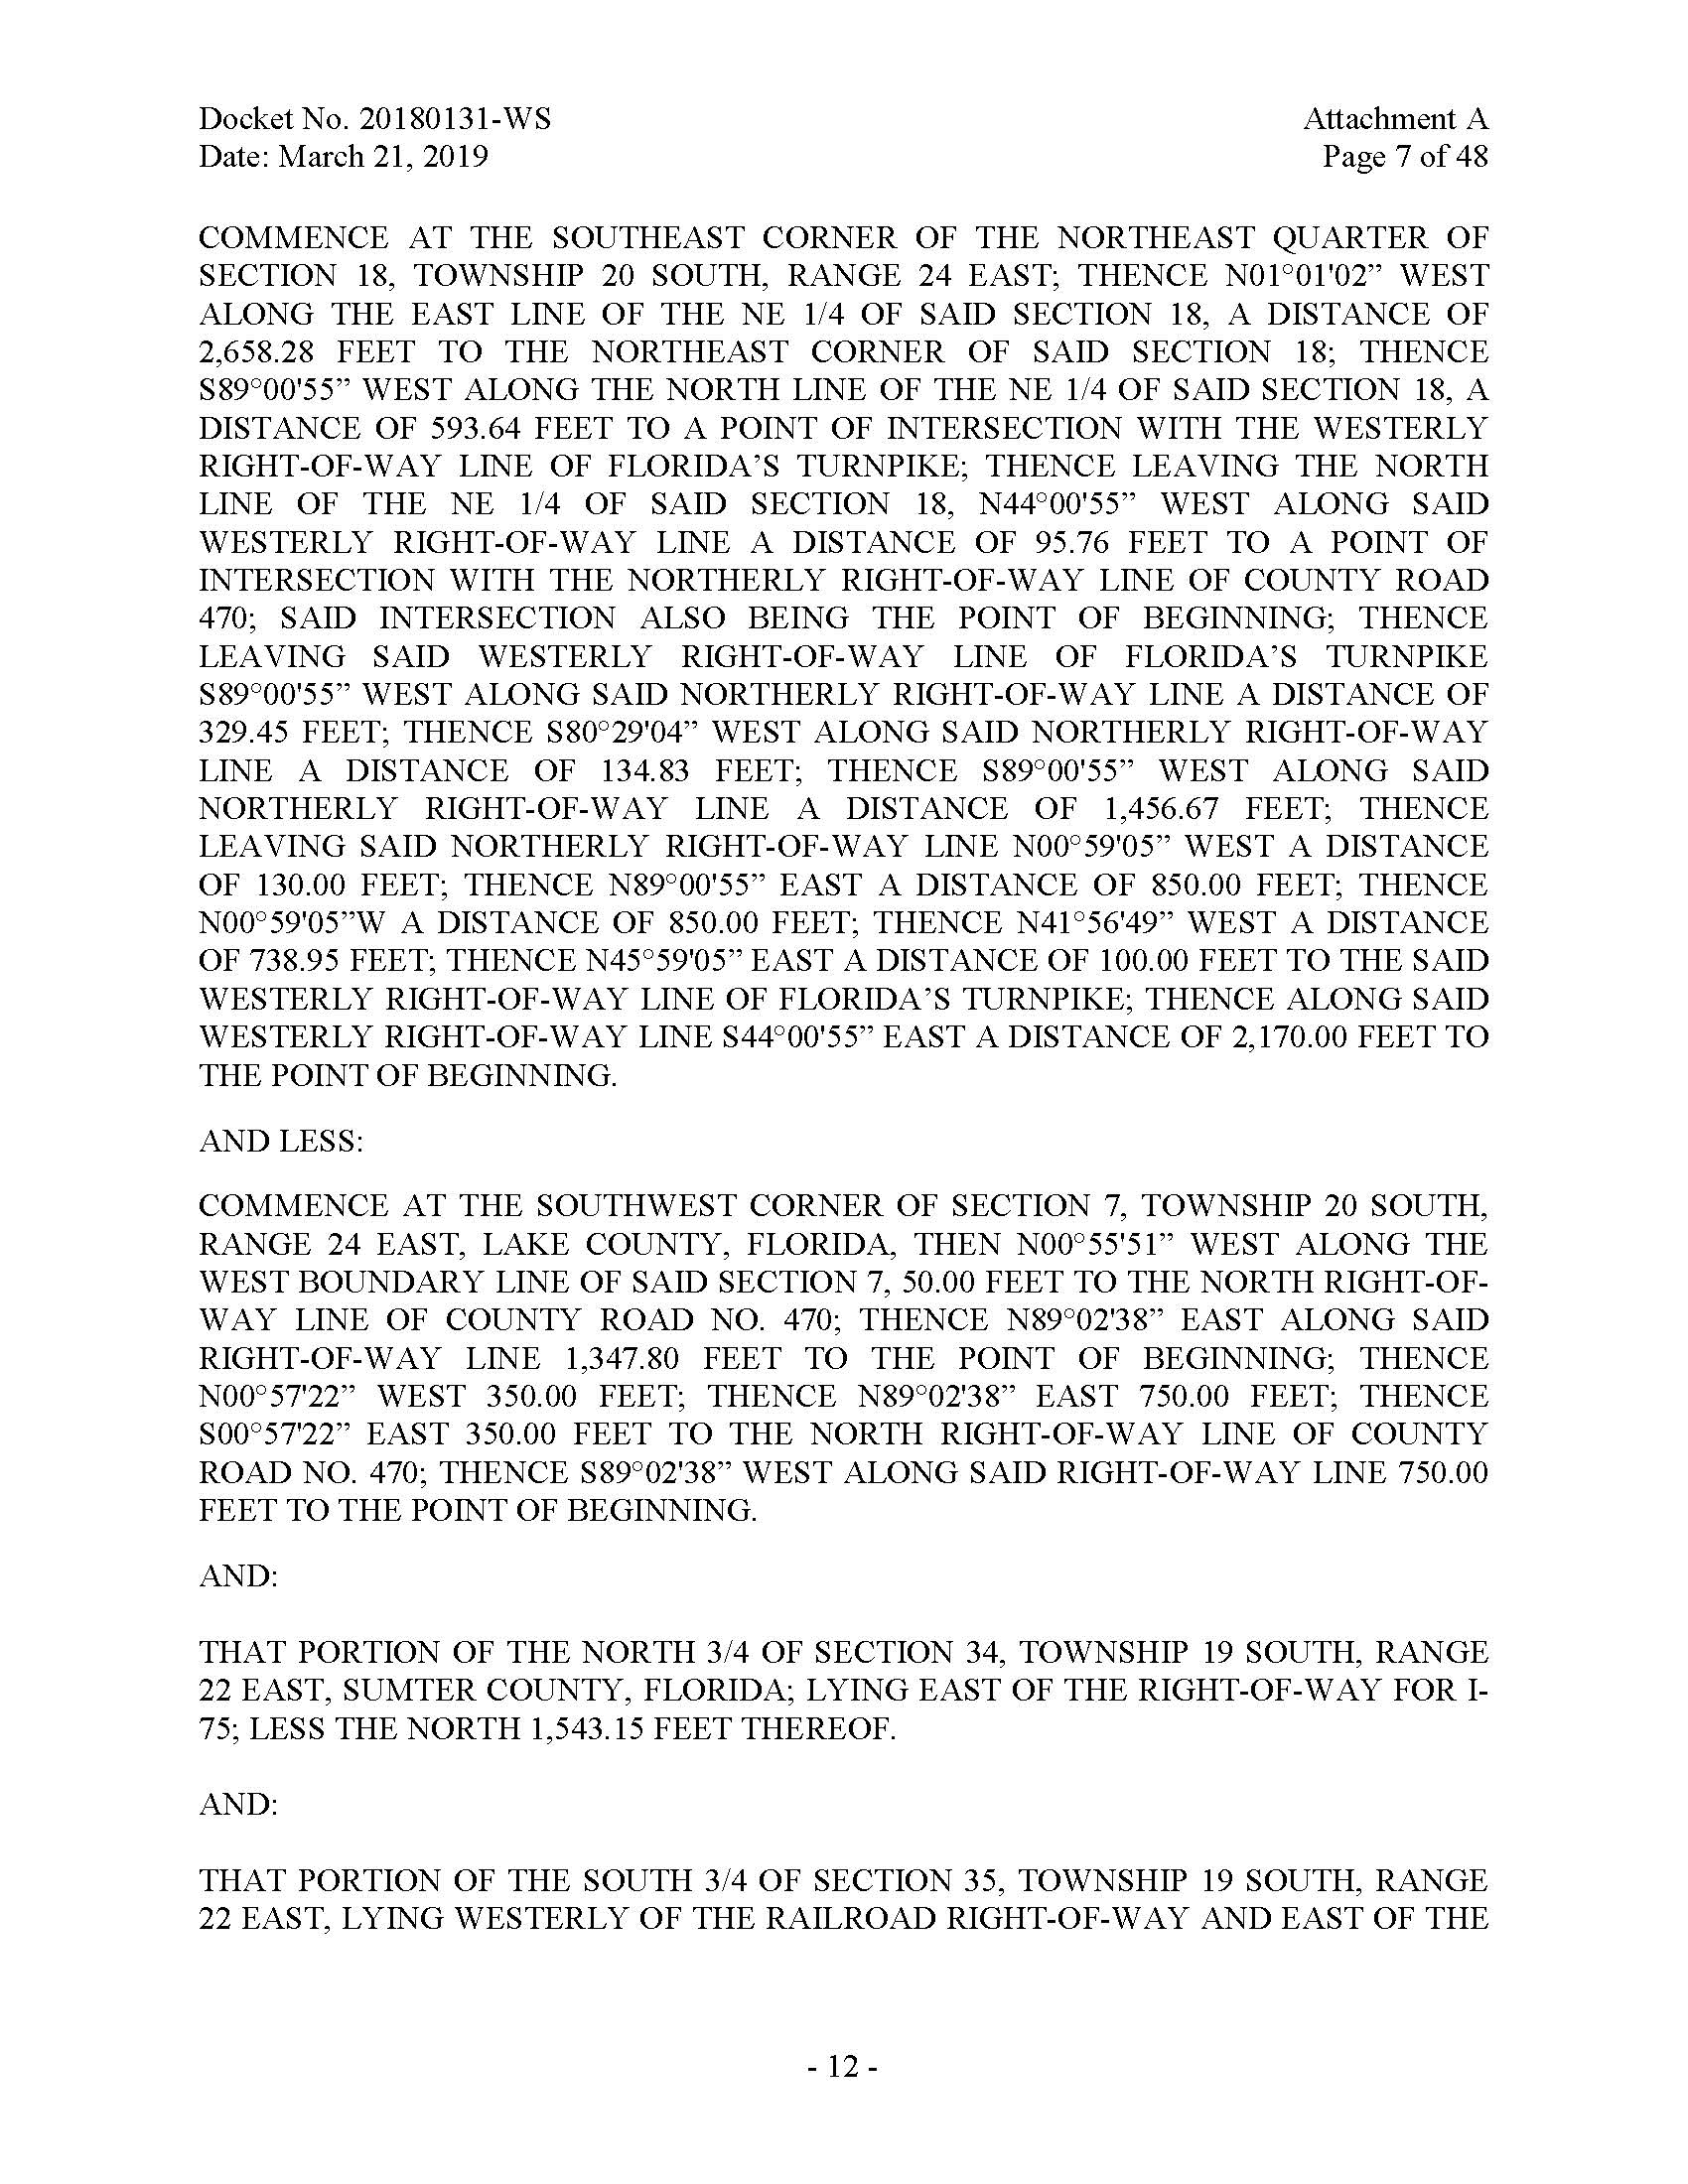 Docket No. 20180131-WS Attachment A
Date: March 21, 2019 Page 7 of 48
COMMENCE AT THE SOUTHEAST CORNER OF THE NORTHEAST QUARTER OF
SECTION 18, TOWNSHIP 20 SOUTH, RANGE 24 EAST; THENCE N01°01'02” WEST
ALONG THE EAST LINE OF THE NE 1/4 OF SAID SECTION 18, A DISTANCE OF
2,658.28 FEET TO THE NORTHEAST CORNER OF SAID SECTION 18; THENCE
S89°00'55” WEST ALONG THE NORTH LINE OF THE NE 1/4 OF SAID SECTION 18, A
DISTANCE OF 593.64 FEET TO A POINT OF INTERSECTION WITH THE WESTERLY
RIGHT-OF-WAY LINE OF FLORIDA’S TURNPIKE; THENCE LEAVING THE NORTH
LINE OF THE NE 1/4 OF SAID SECTION 18, N44°00'55” WEST ALONG SAID
WESTERLY RIGHT-OF-WAY LINE A DISTANCE OF 95.76 FEET TO A POINT OF
INTERSECTION WITH THE NORTHERLY RIGHT-OF-WAY LINE OF COUNTY ROAD
470; SAID INTERSECTION ALSO BEING THE POINT OF BEGINNING; THENCE
LEAVING SAID WESTERLY RIGHT-OF-WAY LINE OF FLORIDA’S TURNPIKE
S89°00'55” WEST ALONG SAID NORTHERLY RIGHT-OF-WAY LINE A DISTANCE OF
329.45 FEET; THENCE S80°29'04” WEST ALONG SAID NORTHERLY RIGHT-OF-WAY
LINE A DISTANCE OF 134.83 FEET; THENCE S89°00'55” WEST ALONG SAID
NORTHERLY RIGHT-OF-WAY LINE A DISTANCE OF 1,456.67 FEET; THENCE
LEAVING SAID NORTHERLY RIGHT-OF-WAY LINE N00°59'05” WEST A DISTANCE
OF 130.00 FEET; THENCE N89°00'55” EAST A DISTANCE OF 850.00 FEET; THENCE
N00°59'05”W A DISTANCE OF 850.00 FEET; THENCE N41°56'49” WEST A DISTANCE
OF 738.95 FEET; THENCE N45°59'05” EAST A DISTANCE OF 100.00 FEET TO THE SAID
WESTERLY RIGHT-OF-WAY LINE OF FLORIDA’S TURNPIKE; THENCE ALONG SAID
WESTERLY RIGHT-OF-WAY LINE S44°00'55” EAST A DISTANCE OF 2,170.00 FEET TO
THE POINT OF BEGINNING.
AND LESS:
COMMENCE AT THE SOUTHWEST CORNER OF SECTION 7, TOWNSHIP 20 SOUTH,
RANGE 24 EAST, LAKE COUNTY, FLORIDA, THEN N00°55'51” WEST ALONG THE
WEST BOUNDARY LINE OF SAID SECTION 7, 50.00 FEET TO THE NORTH RIGHT-OF-
WAY LINE OF COUNTY ROAD NO. 470; THENCE N89°02'38” EAST ALONG SAID
RIGHT-OF-WAY LINE 1,347.80 FEET TO THE POINT OF BEGINNING; THENCE
N00°57'22” WEST 350.00 FEET; THENCE N89°02'38” EAST 750.00 FEET; THENCE
S00°57'22” EAST 350.00 FEET TO THE NORTH RIGHT-OF-WAY LINE OF COUNTY
ROAD NO. 470; THENCE S89°02'38” WEST ALONG SAID RIGHT-OF-WAY LINE 750.00
FEET TO THE POINT OF BEGINNING.
AND:
THAT PORTION OF THE NORTH 3/4 OF SECTION 34, TOWNSHIP 19 SOUTH, RANGE
22 EAST, SUMTER COUNTY, FLORIDA; LYING EAST OF THE RIGHT-OF-WAY FOR I-
75; LESS THE NORTH 1,543.15 FEET THEREOF.
AND:
THAT PORTION OF THE SOUTH 3/4 OF SECTION 35, TOWNSHIP 19 SOUTH, RANGE
22 EAST, LYING WESTERLY OF THE RAILROAD RIGHT-OF-WAY AND EAST OF THE
- 12 -